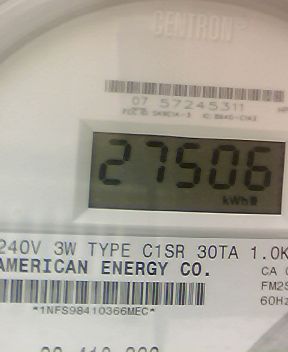 CENTRON
07 57245311
27506
kWh
240V 3W TYPE C1SR 30TA 1.0K
AMERICAN ENERGY CO.
CA
FM2S
60Hz
*1NFS98410366MEC*